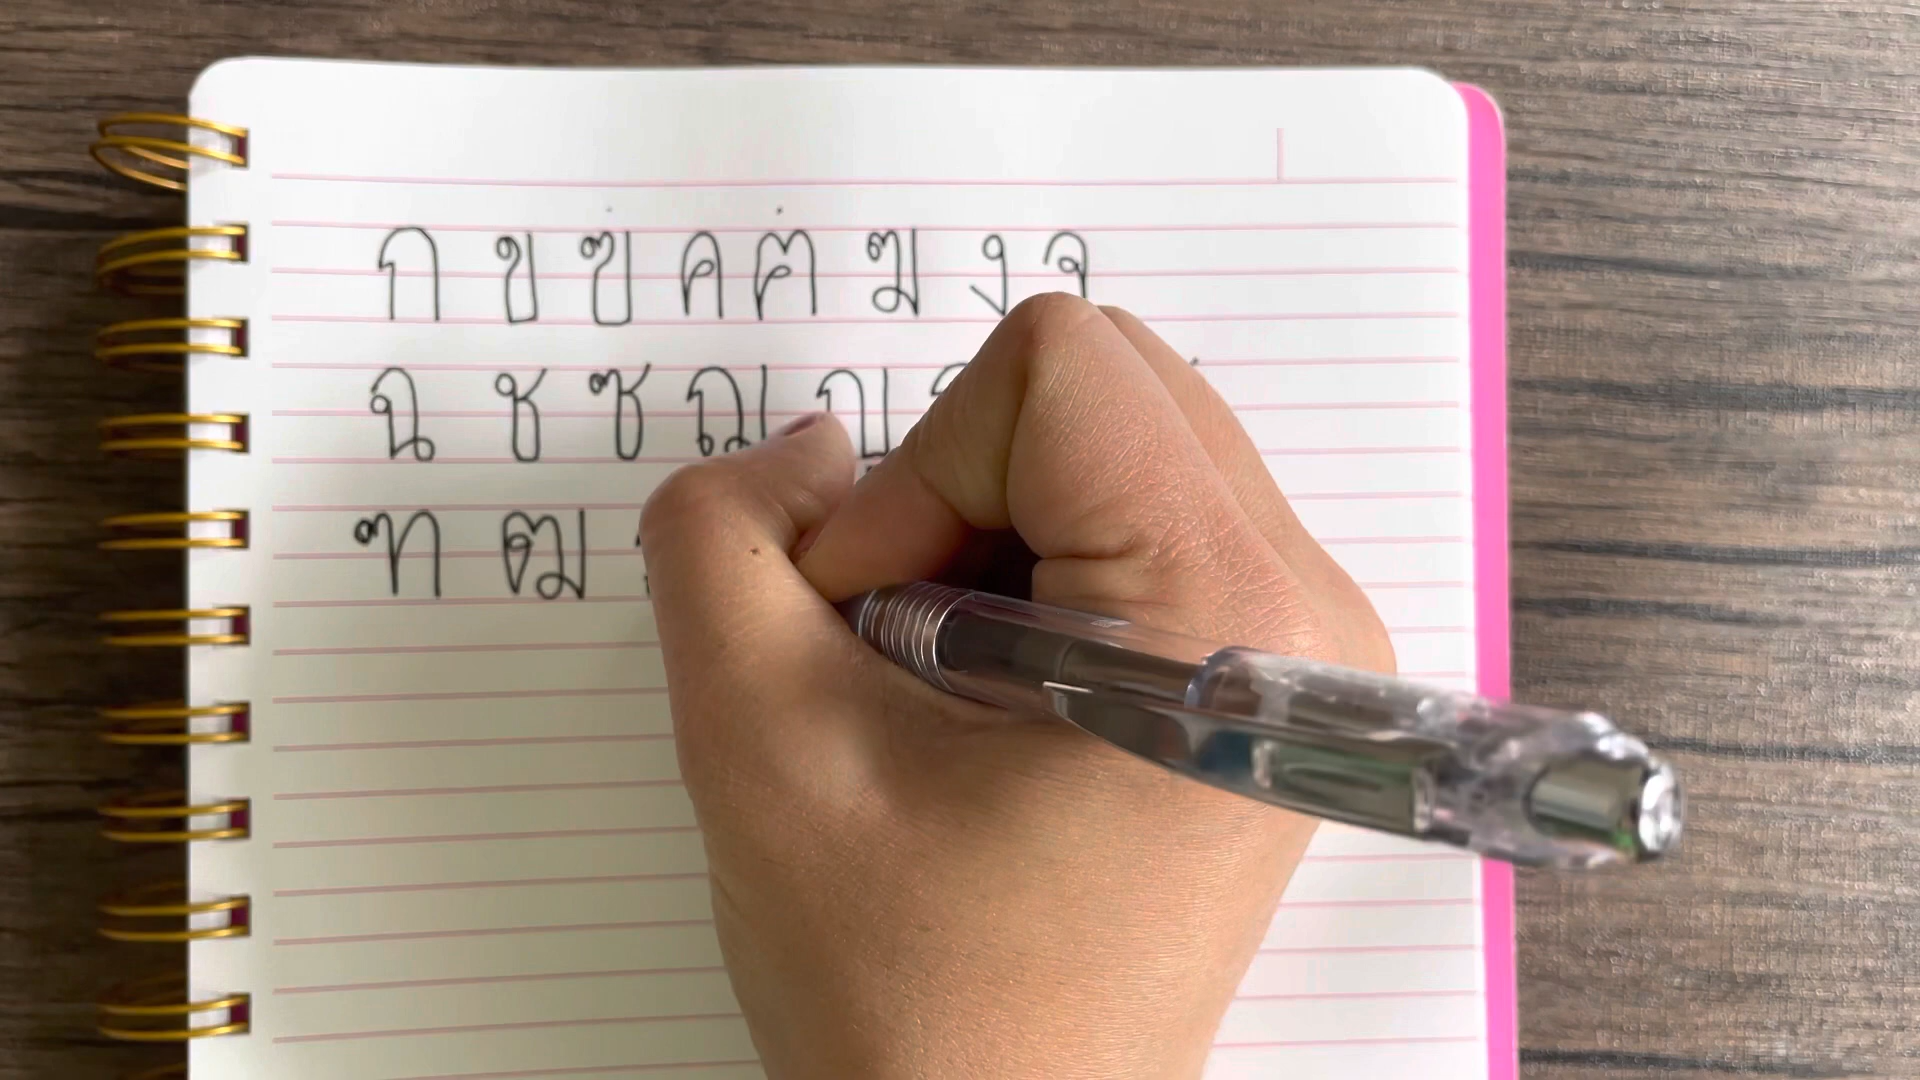 ก ข ฃ ค ฅ ฆ ง จ
ฉ ช ซ ฌ ญ
ฑ ฒ